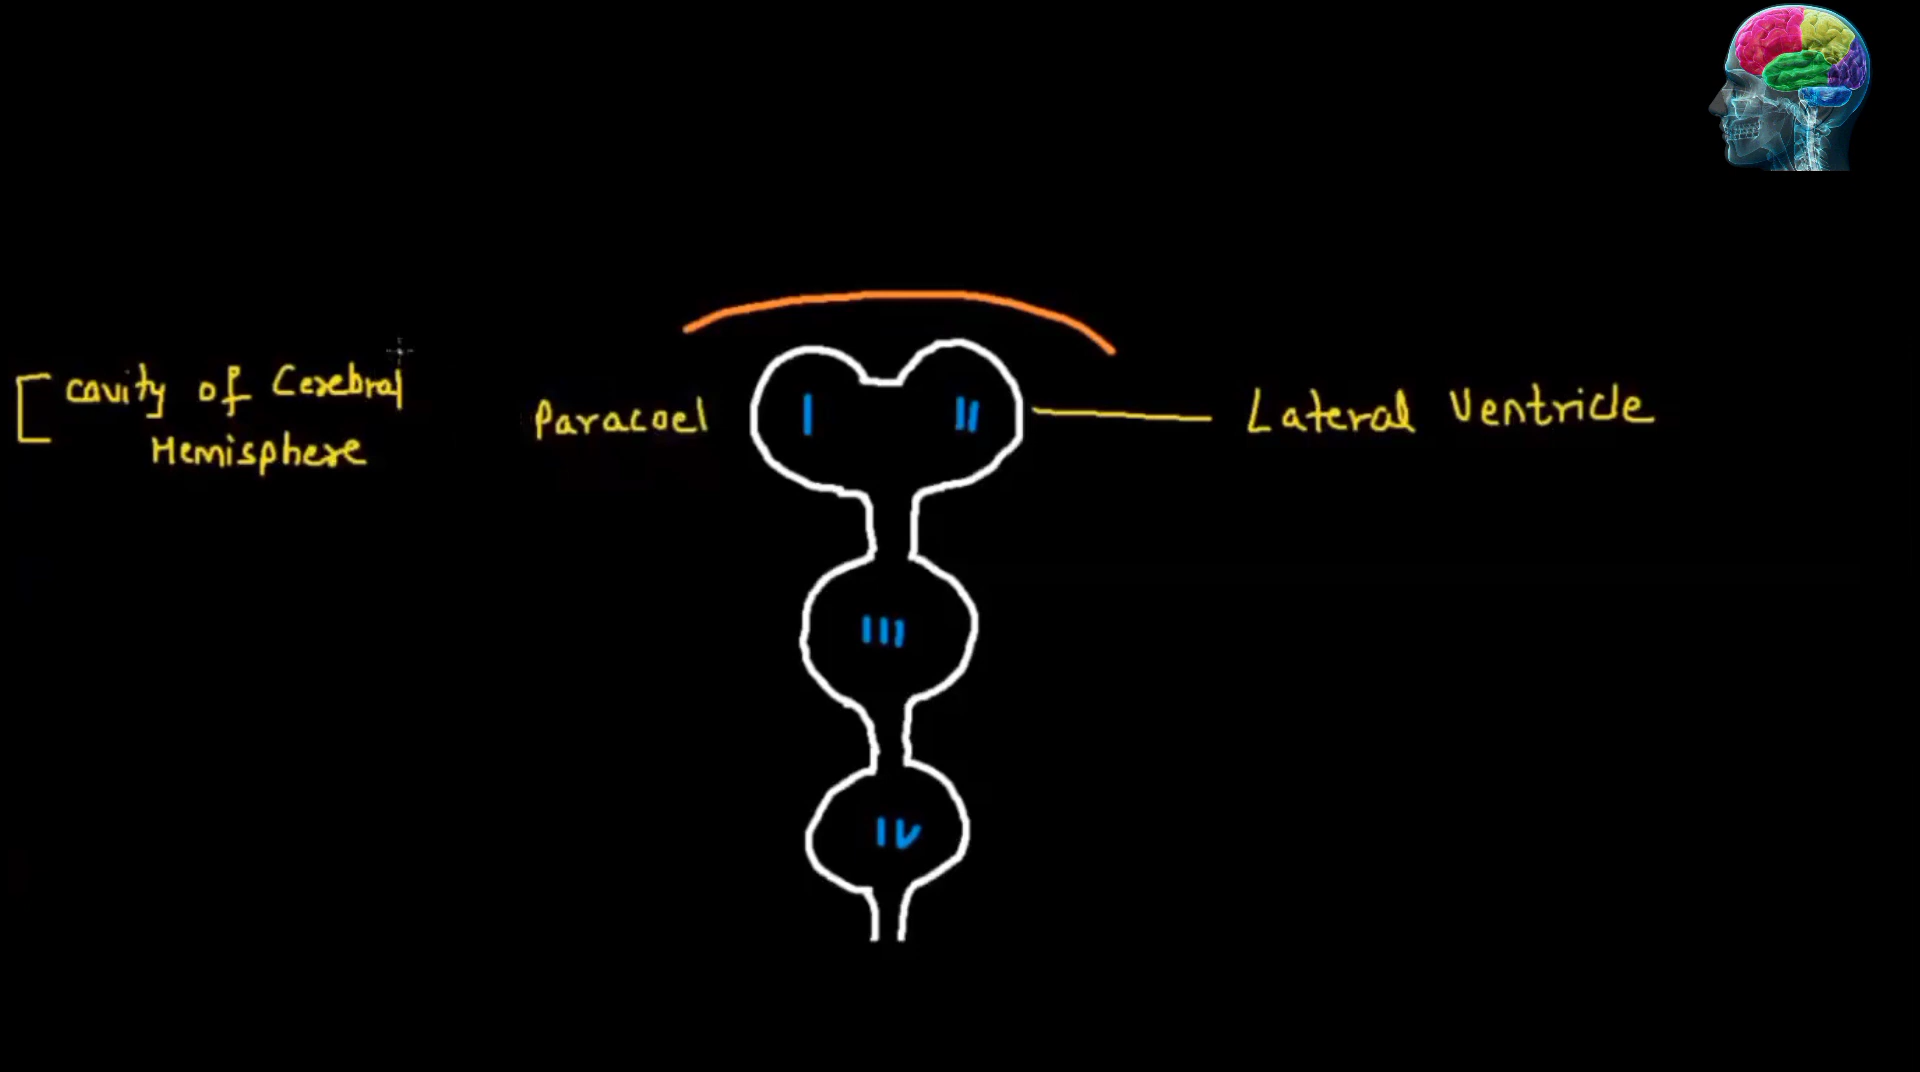 Cavity of Cerebral
Hemisphere
Paracoel
I
II
Lateral Ventricle
III
IV